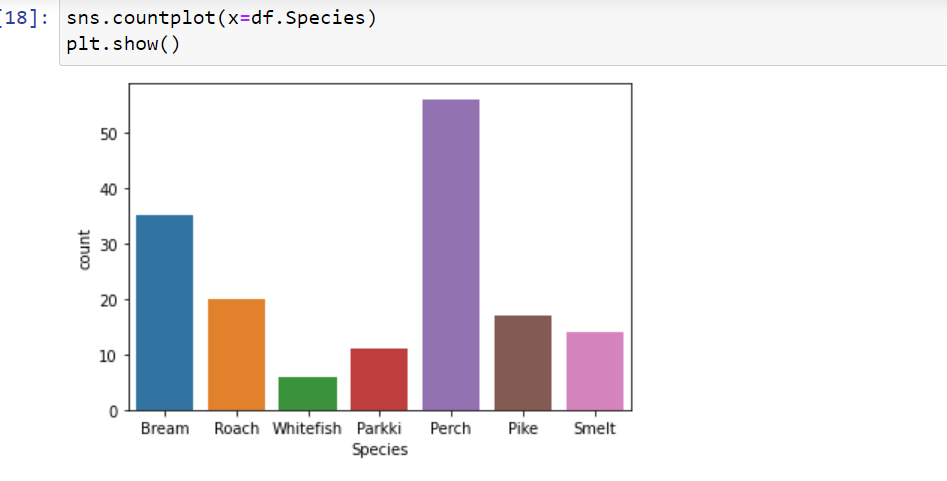 [18]: sns.countplot(x=df.Species)
plt.show()
50
40
30
20
10
0
count
Bream Roach Whitefish Parkki Perch Pike Smelt
Species